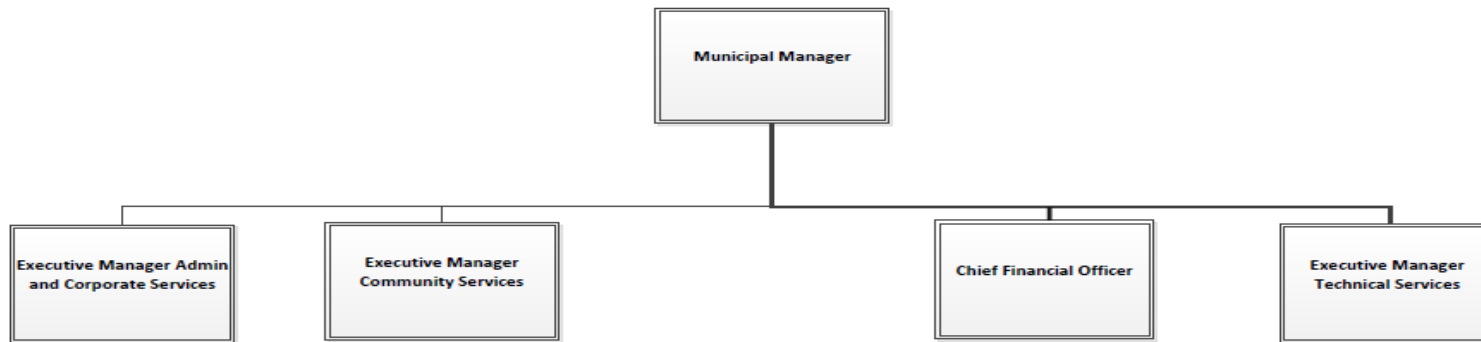 Municipal Manager
Executive Manager Admin
and Corporate Services
Executive Manager
Community Services
Chief Financial Officer
Executive Manager
Technical Services